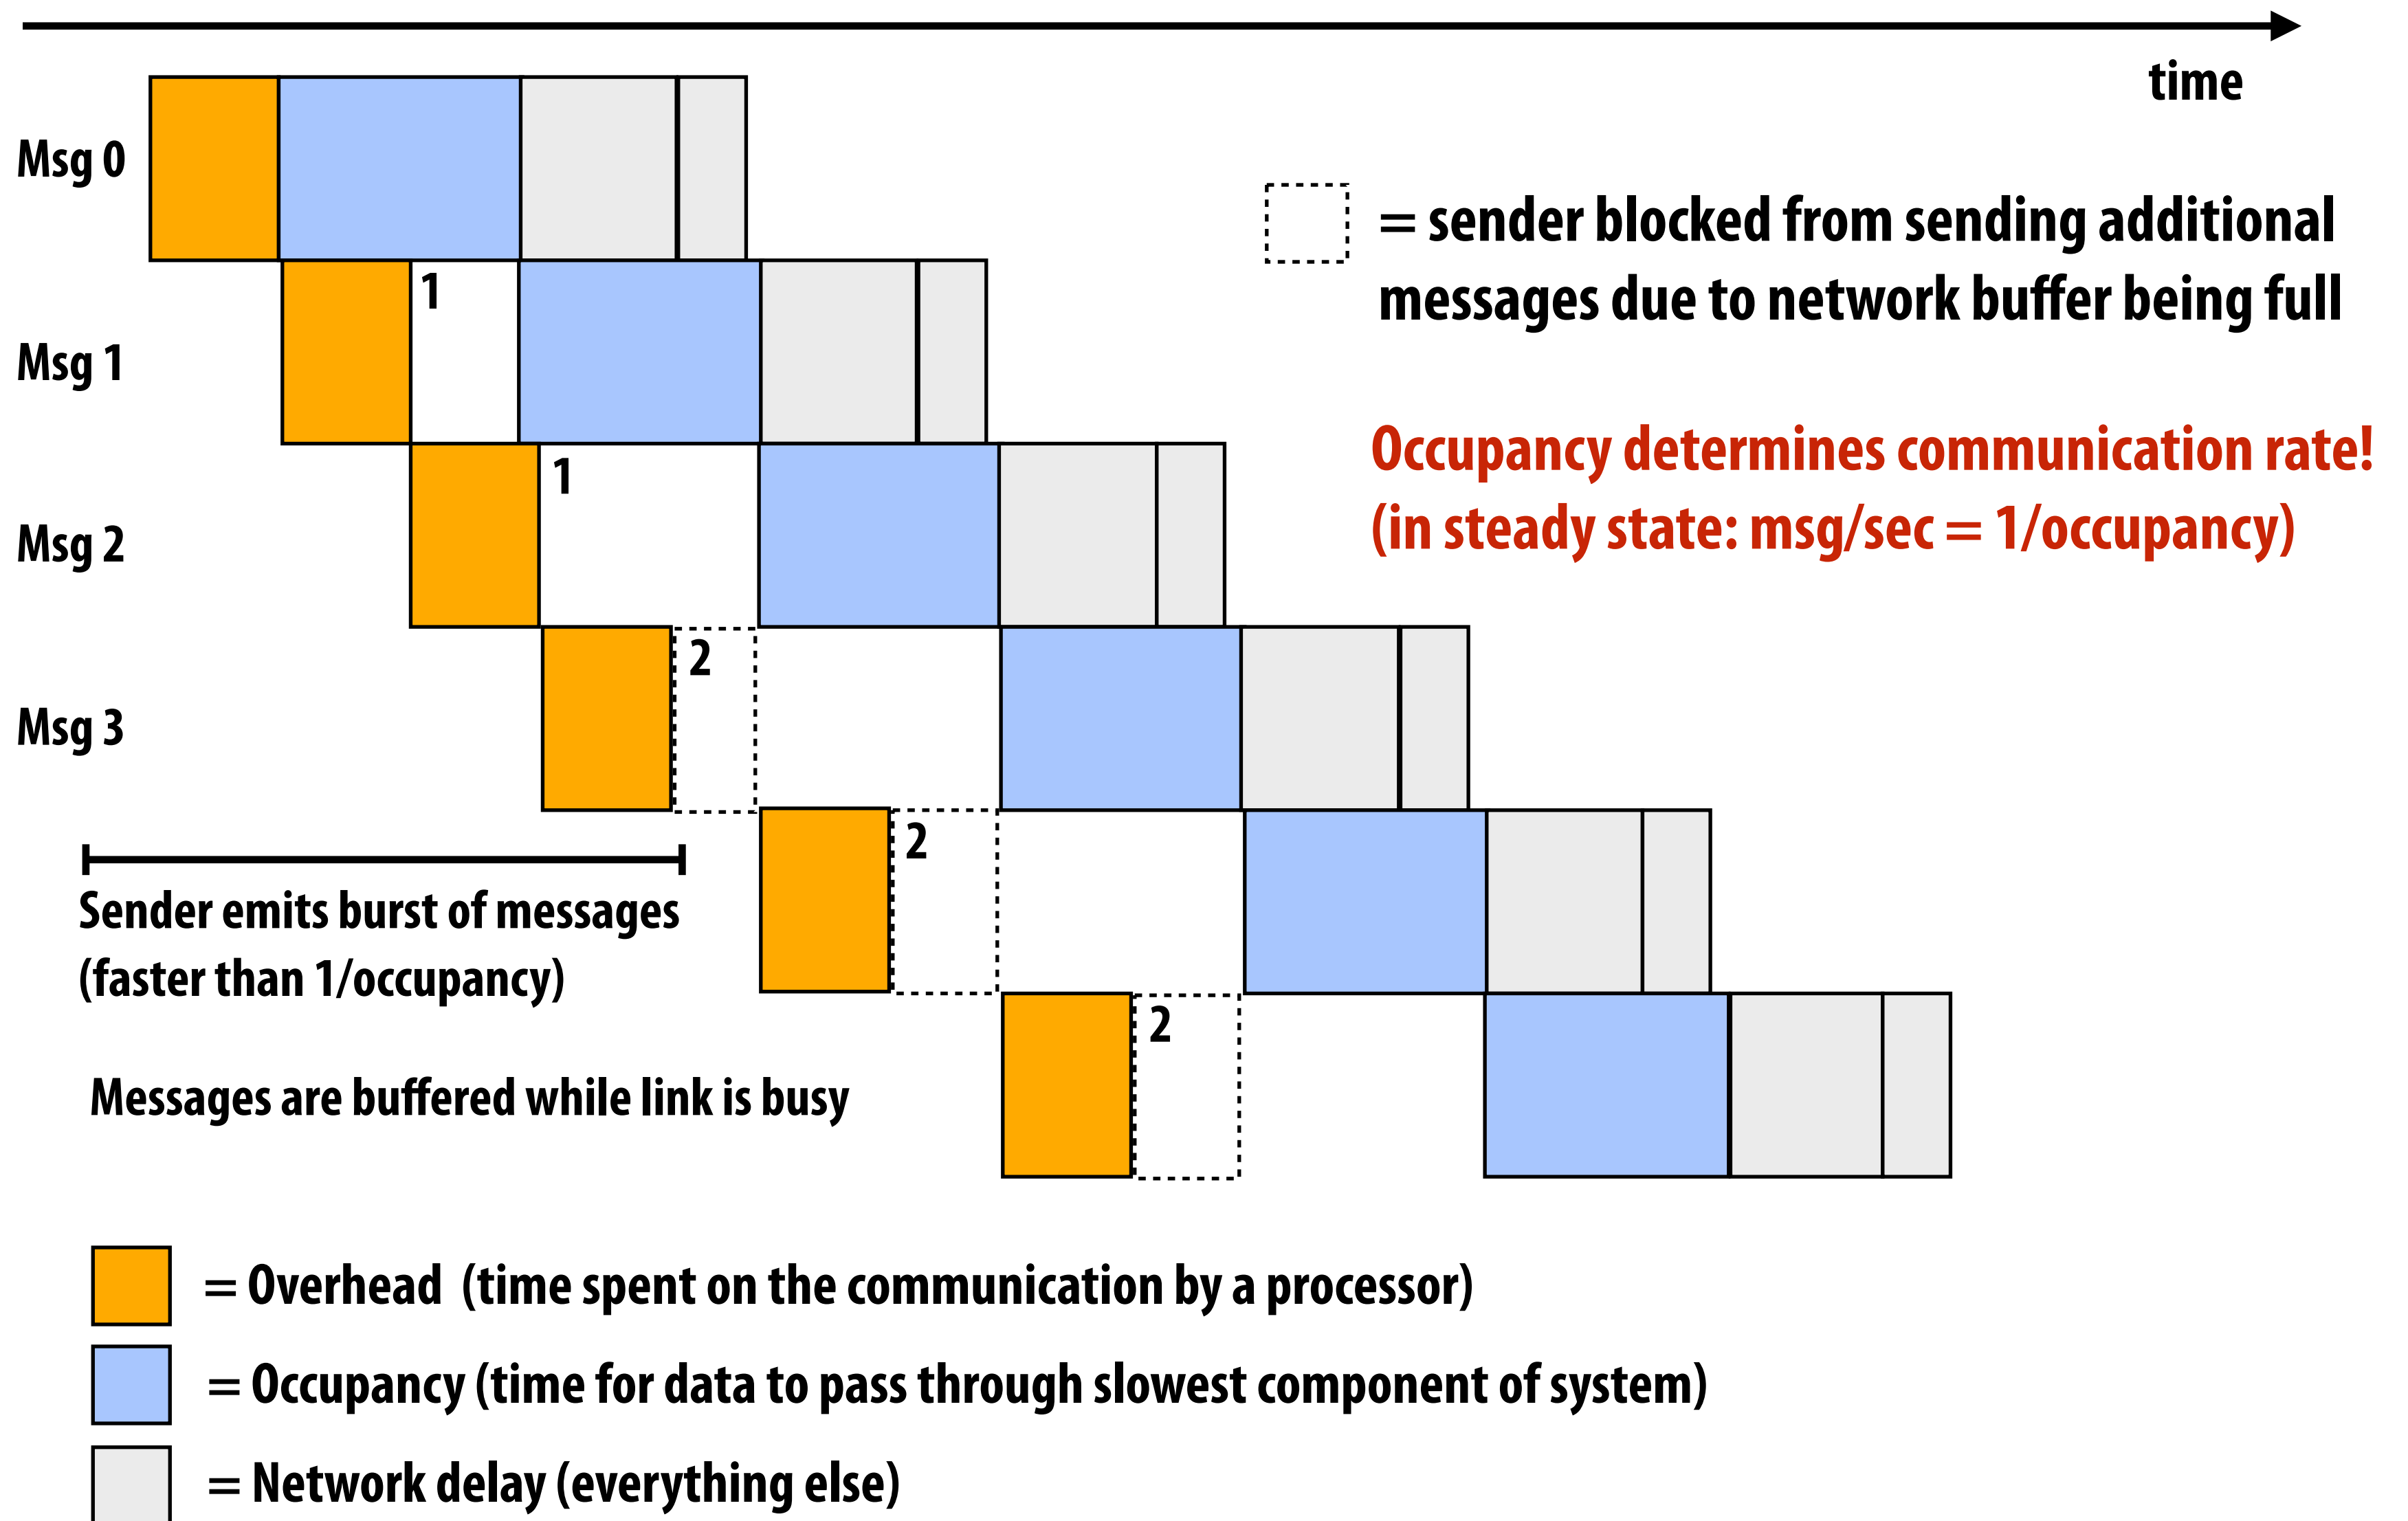 time
Msg 0
= sender blocked from sending additional
messages due to network buffer being full
1
Msg 1
Occupancy determines communication rate!
(in steady state: msg/sec = 1/occupancy)
1
Msg 2
2
Msg 3
2
Sender emits burst of messages
(faster than 1/occupancy)
2
Messages are buffered while link is busy
= Overhead (time spent on the communication by a processor)
= Occupancy (time for data to pass through slowest component of system)
= Network delay (everything else)